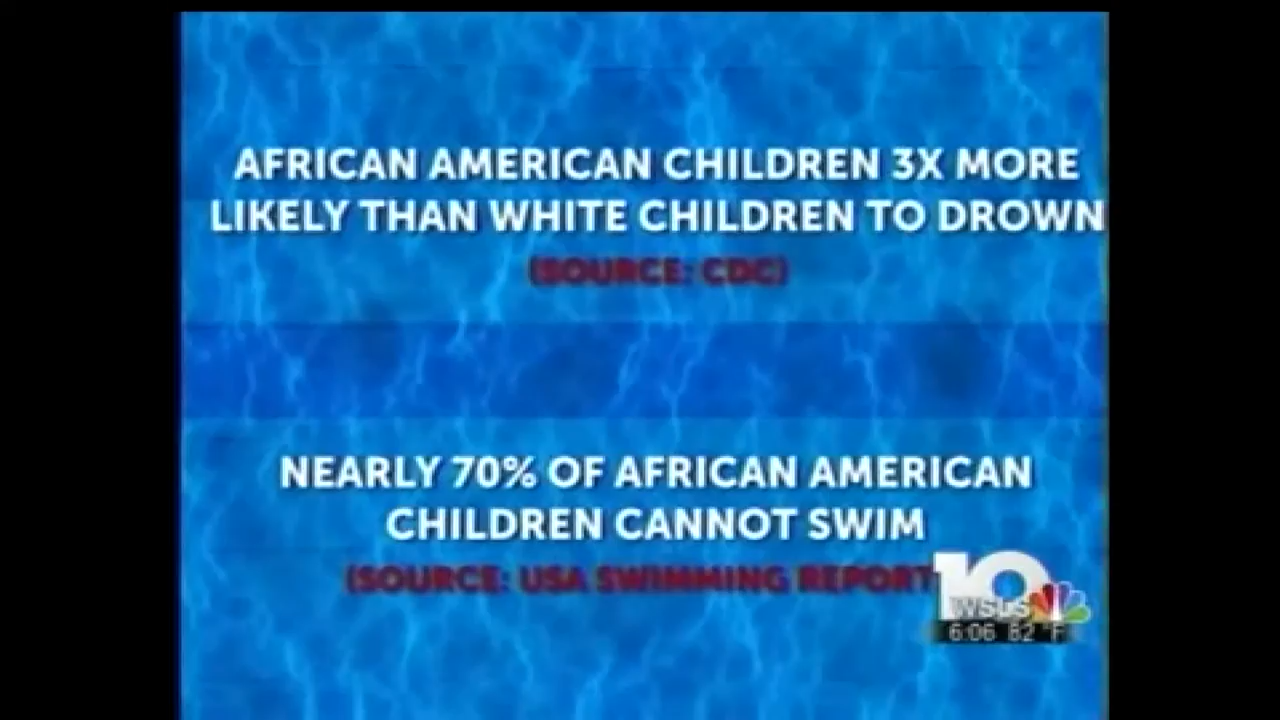 AFRICAN AMERICAN CHILDREN 3X MORE
LIKELY THAN WHITE CHILDREN TO DROWN
(SOURCE: CDC)
NEARLY 70% OF AFRICAN AMERICAN
CHILDREN CANNOT SWIM
(SOURCE: USA SWIMMING REPORT
10
WSLS
6:06 82 °F